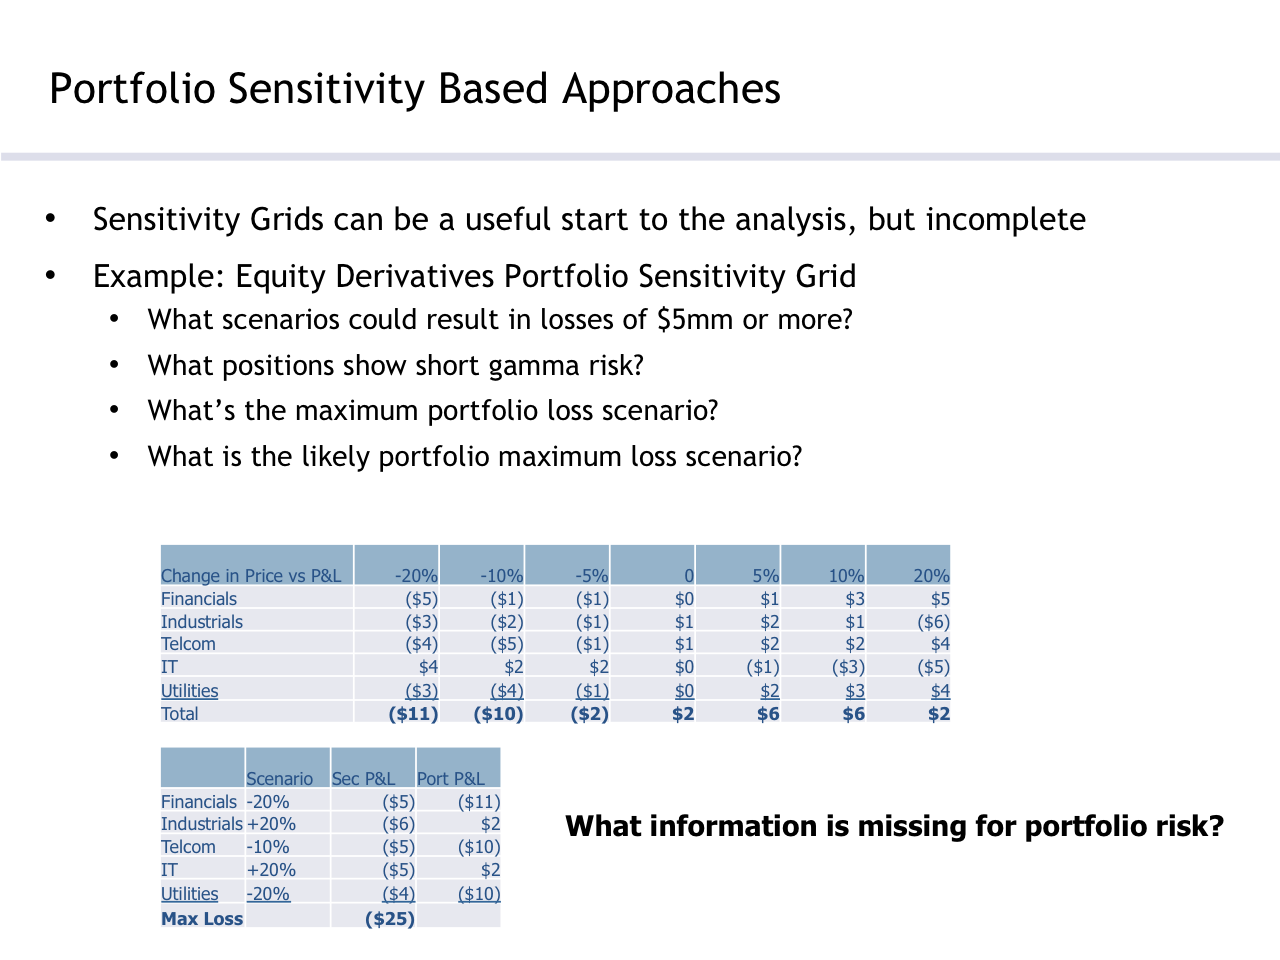 Portfolio Sensitivity Based Approaches
• Sensitivity Grids can be a useful start to the analysis, but incomplete
• Example: Equity Derivatives Portfolio Sensitivity Grid
• What scenarios could result in losses of $5mm or more?
• What positions show short gamma risk?
• What’s the maximum portfolio loss scenario?
• What is the likely portfolio maximum loss scenario?
Change in Price vs P&L -20% -10% -5% 0 5% 10% 20%
Financials ($5) ($1) ($1) $0 $1 $3 $5
Industrials ($3) ($2) ($1) $1 $2 $1 ($6)
Telcom ($4) ($5) ($1) $1 $2 $2 $4
IT $4 $2 $2 $0 ($1) ($3) ($5)
Utilities ($3) ($4) ($1) $0 $2 $3 $4
Total ($11) ($10) ($2) $2 $6 $6 $2
Scenario Sec P&L Port P&L
Financials -20% ($5) ($11)
Industrials +20% ($6) $2
Telcom -10% ($5) ($10)
IT +20% ($5) $2
Utilities -20% ($4) ($10)
Max Loss ($25)
What information is missing for portfolio risk?